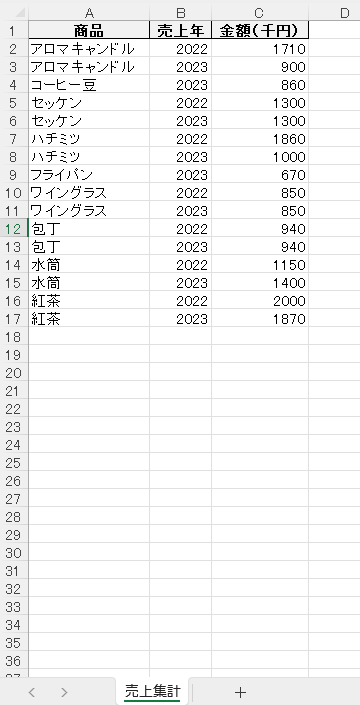 A B C D
1 商品 売上年 金額（千円）
2 アロマキャンドル 2022 1710
3 アロマキャンドル 2023 900
4 コーヒー豆 2023 860
5 セッケン 2022 1300
6 セッケン 2023 1300
7 ハチミツ 2022 1860
8 ハチミツ 2023 1000
9 フライパン 2023 670
10 ワイングラス 2022 850
11 ワイングラス 2023 850
12 包丁 2022 940
13 包丁 2023 940
14 水筒 2022 1150
15 水筒 2023 1400
16 紅茶 2022 2000
17 紅茶 2023 1870
18
19
20
21
22
23
24
25
26
27
28
29
30
31
32
33
34
35
36
売上集計